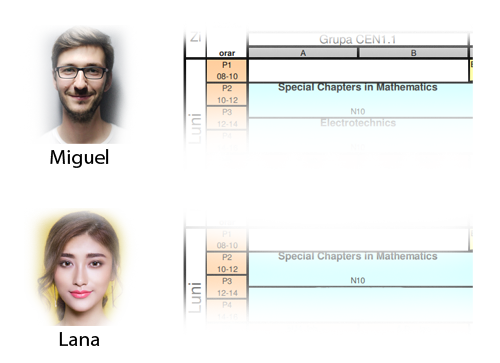 Zi
Grupa CEN1.1
orar
A
B
P1
08-10
P2
10-12
Special Chapters in Mathematics
P3
12-14
N10
Electrotechnics
Luni
Miguel
P1
08-10
P2
10-12
Special Chapters in Mathematics
P3
12-14
N10
P4
Luni
Lana